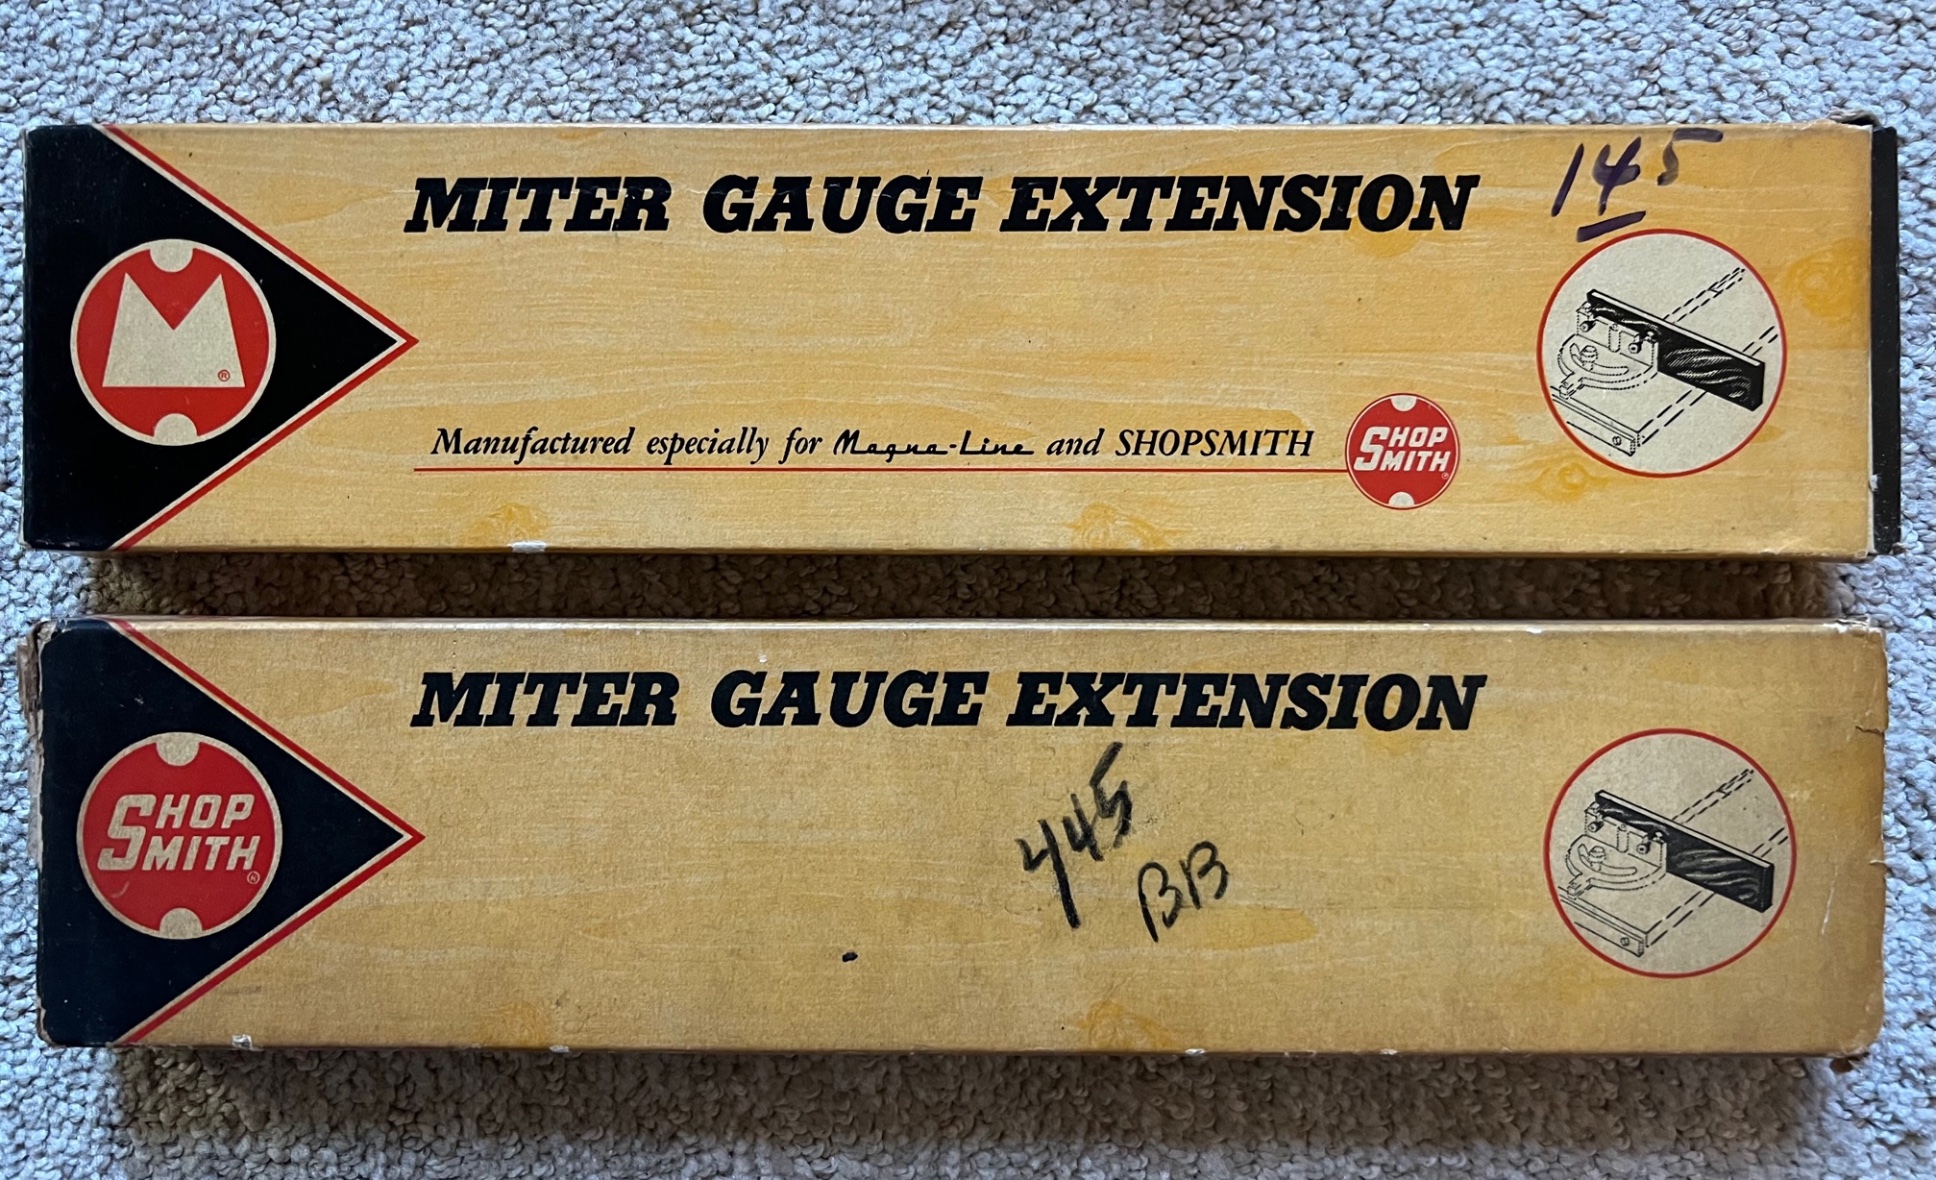 MITER GAUGE EXTENSION
145
M®
Manufactured especially for Magna-Line and SHOPSMITH
SHOP
SMITH®
MITER GAUGE EXTENSION
SHOP
SMITH®
445
BB